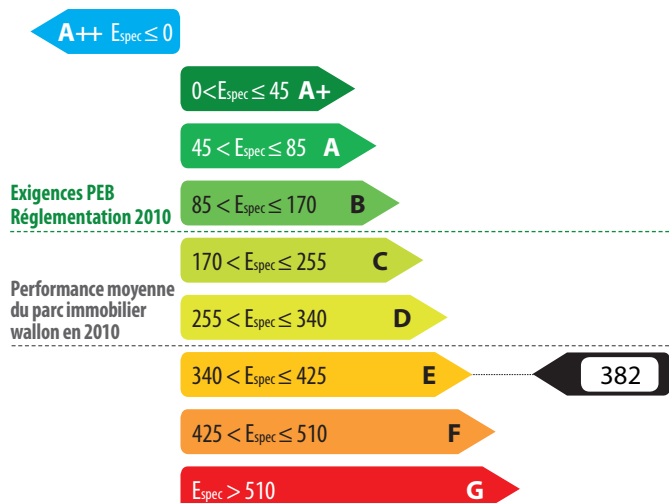 A++ Espec ≤ 0
0<Espec ≤ 45 A+
45 < Espec ≤ 85 A
Exigences PEB
Réglementation 2010
85 < Espec ≤ 170 B
170 < Espec ≤ 255 C
Performance moyenne
du parc immobilier
wallon en 2010
255 < Espec ≤ 340 D
340 < Espec ≤ 425 E
382
425 < Espec ≤ 510 F
Espec > 510 G